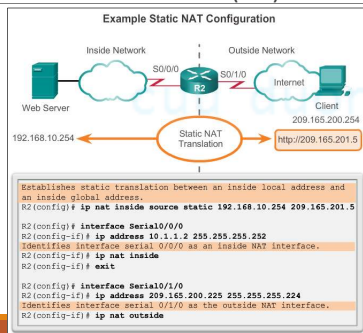 Example Static NAT Configuration
Inside Network
Outside Network
S0/0/0
S0/1/0
R2
Internet
Web Server
Client
209.165.200.254
192.168.10.254
Static NAT
Translation
http://209.165.201.5
Establishes static translation between an inside local address and
an inside global address.
R2(config)# ip nat inside source static 192.168.10.254 209.165.201.5
R2(config)# interface Serial0/0/0
R2(config-if)# ip address 10.1.1.2 255.255.255.252
Identifies interface serial 0/0/0 as an inside NAT interface.
R2(config-if)# ip nat inside
R2(config-if)# exit
R2(config)# interface Serial0/1/0
R2(config-if)# ip address 209.165.200.225 255.255.255.224
Identifies interface serial 0/1/0 as the outside NAT interface.
R2(config-if)# ip nat outside